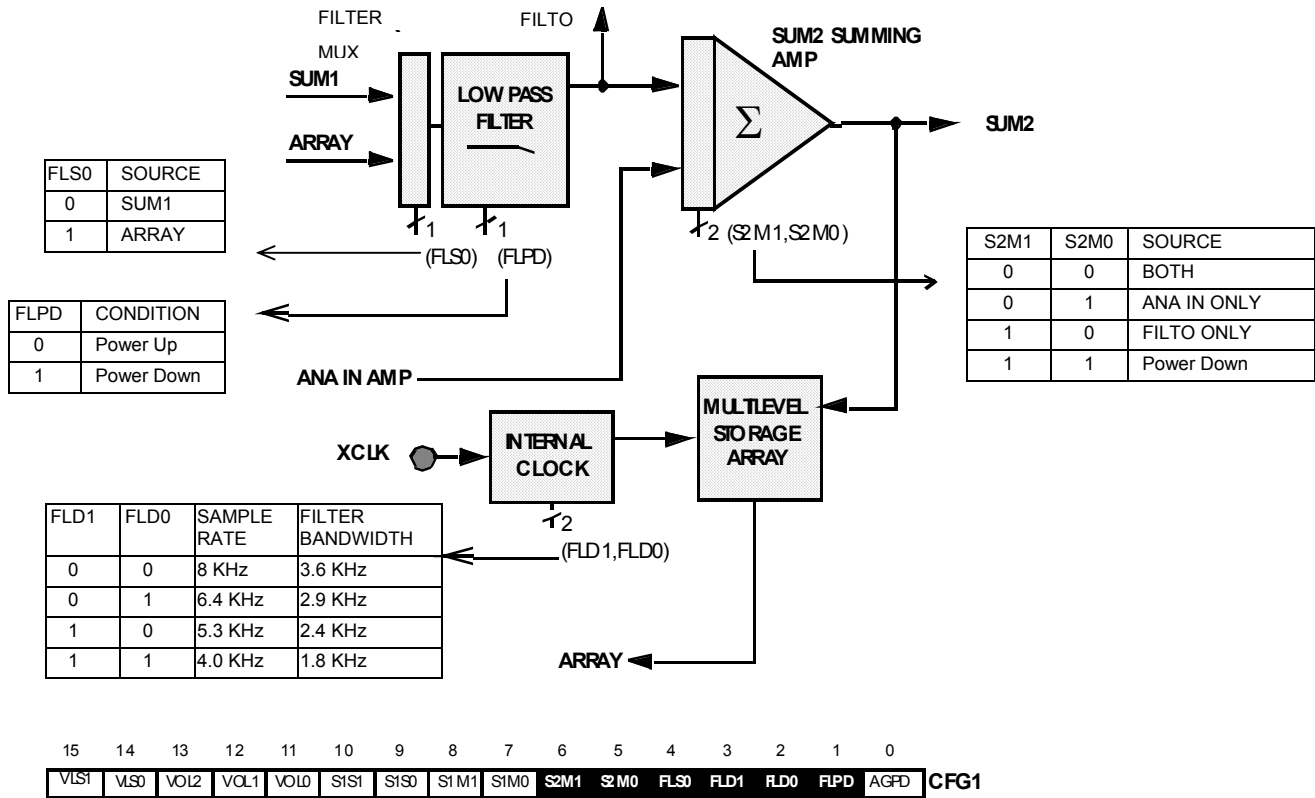 FILTER
MUX
FILTO
SUM2 SUMMING
AMP
SUM1
ARRAY
LOW PASS
FILTER
Σ
SUM2
FLS0 SOURCE
0 SUM1
1 ARRAY
1
(FLS0)
1
(FLPD)
2 (S2M1,S2M0)
S2M1 S2M0 SOURCE
0 0 BOTH
0 1 ANA IN ONLY
1 0 FILTO ONLY
1 1 Power Down
FLPD CONDITION
0 Power Up
1 Power Down
ANA IN AMP
XCLK
INTERNAL
CLOCK
2
(FLD1,FLD0)
MULTILEVEL
STORAGE
ARRAY
FLD1 FLD0 SAMPLE RATE FILTER BANDWIDTH
0 0 8 KHz 3.6 KHz
0 1 6.4 KHz 2.9 KHz
1 0 5.3 KHz 2.4 KHz
1 1 4.0 KHz 1.8 KHz
ARRAY
15 14 13 12 11 10 9 8 7 6 5 4 3 2 1 0
VLS1 VLS0 VOL2 VOL1 VOL0 S1S1 S1S0 S1M1 S1M0 S2M1 S2M0 FLS0 FLD1 FLD0 FLPD AGPD CFG1